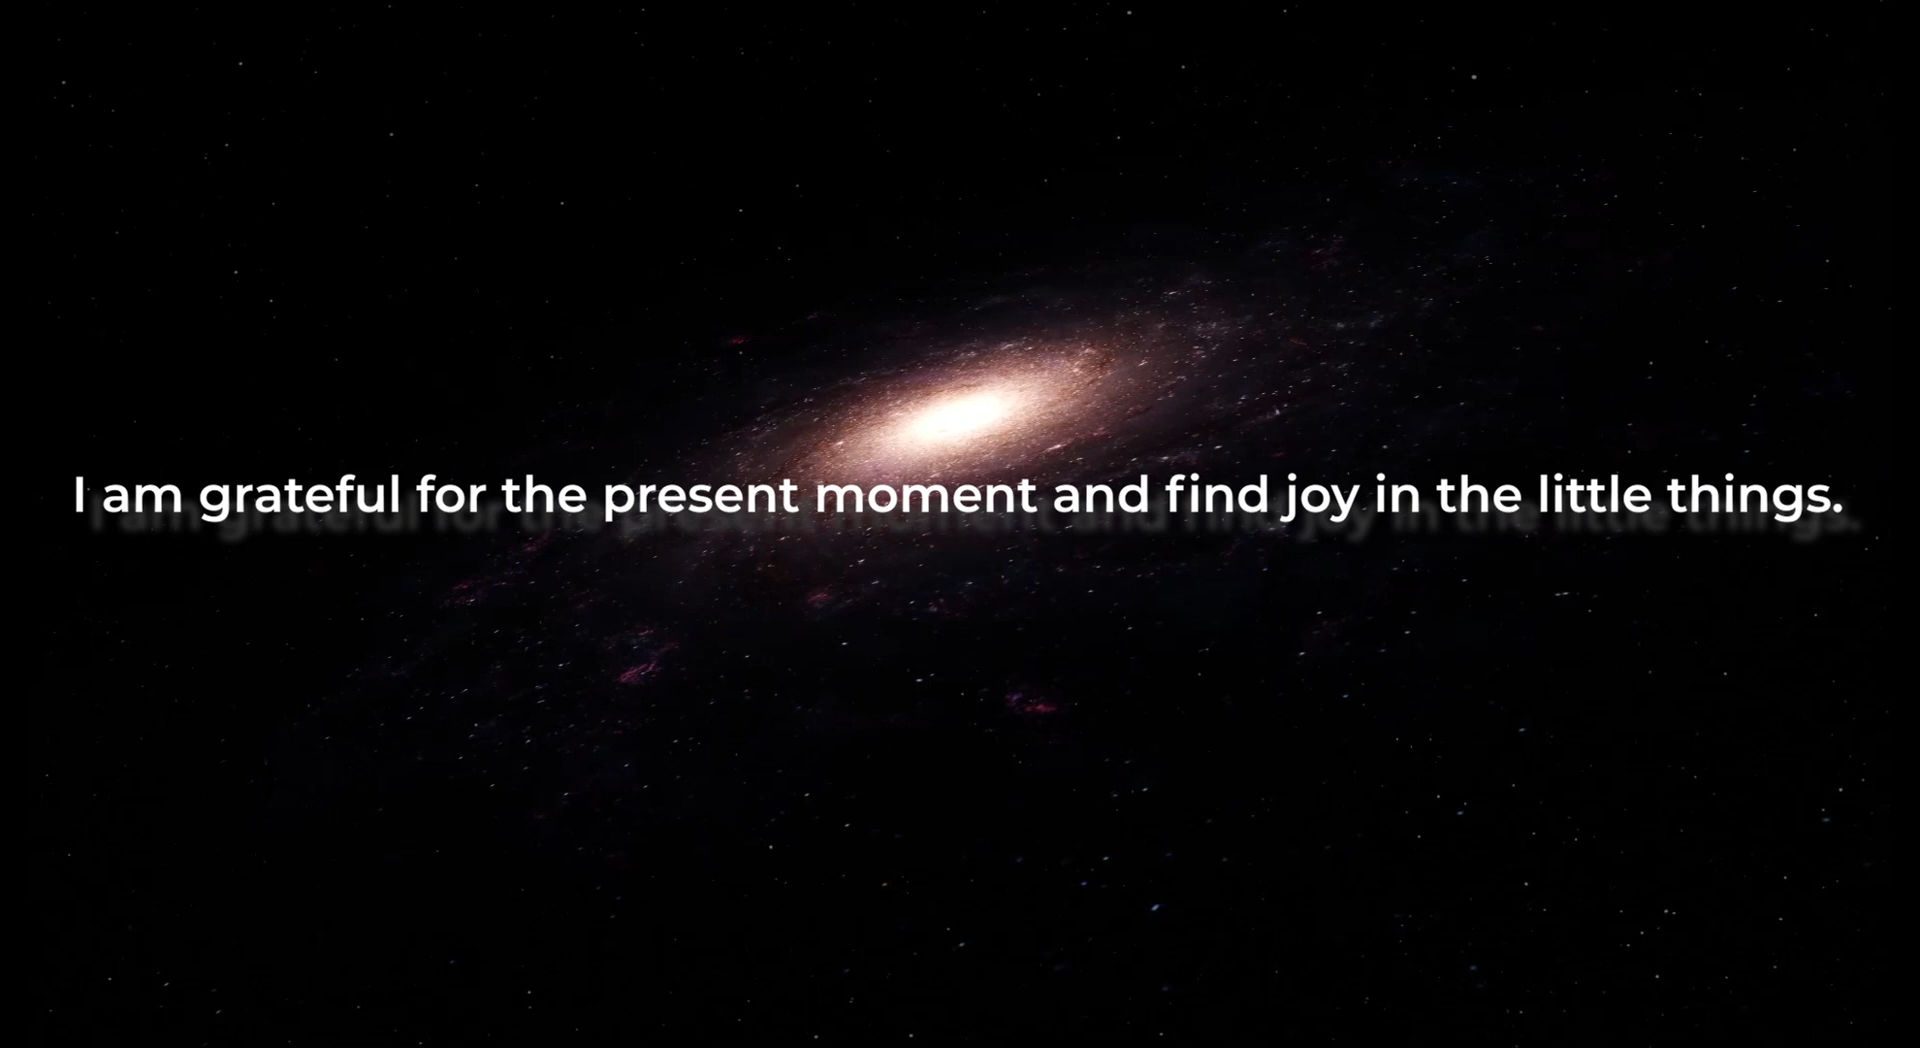 I am grateful for the present moment and find joy in the little things.